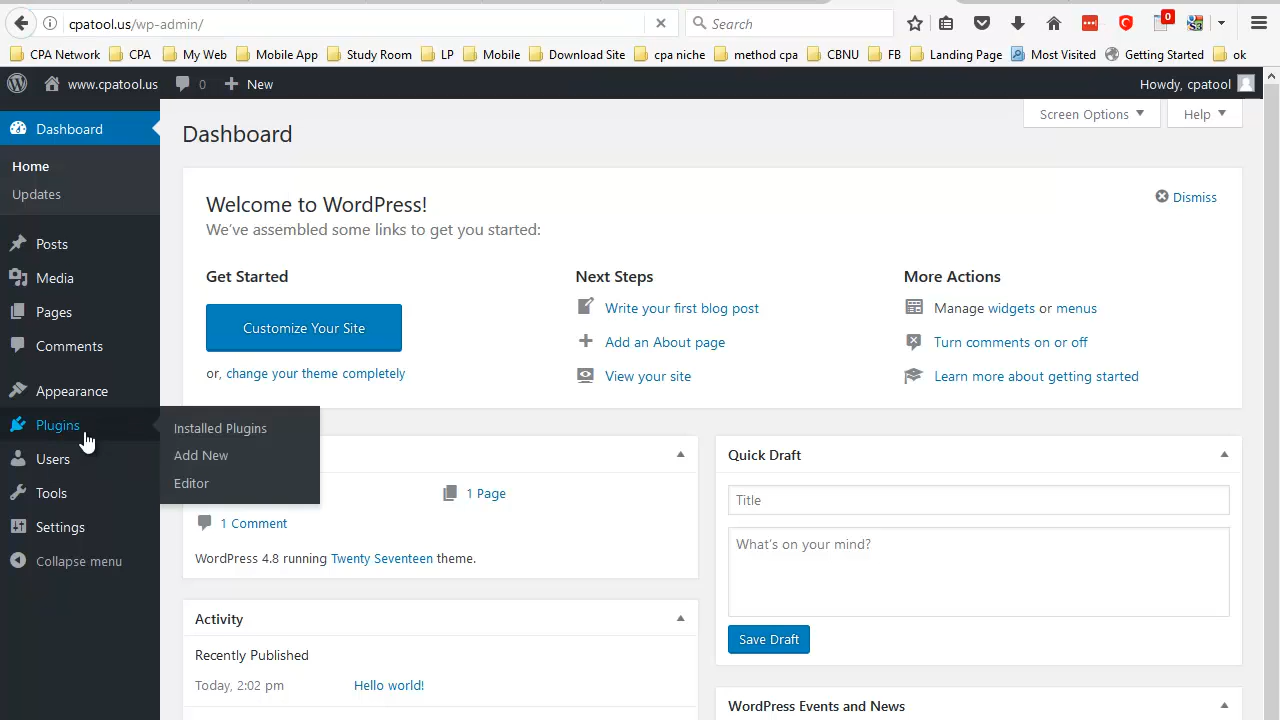 cpatool.us/wp-admin/
Search
0
CPA Network
CPA
My Web
Mobile App
Study Room
LP
Mobile
Download Site
cpa niche
method cpa
CBNU
FB
Landing Page
Most Visited
Getting Started
ok
www.cpatool.us
0
New
Howdy, cpatool
Dashboard
Home
Updates
Posts
Media
Pages
Comments
Appearance
Plugins
Users
Tools
Settings
Collapse menu
Installed Plugins
Add New
Editor
Screen Options
Help
Dashboard
Welcome to WordPress!
We've assembled some links to get you started:
Dismiss
Get Started
Customize Your Site
or, change your theme completely
Next Steps
Write your first blog post
Add an About page
View your site
More Actions
Manage widgets or menus
Turn comments on or off
Learn more about getting started
1 Page
1 Comment
WordPress 4.8 running Twenty Seventeen theme.
Activity
Recently Published
Today, 2:02 pm
Hello world!
Quick Draft
Title
What's on your mind?
Save Draft
WordPress Events and News